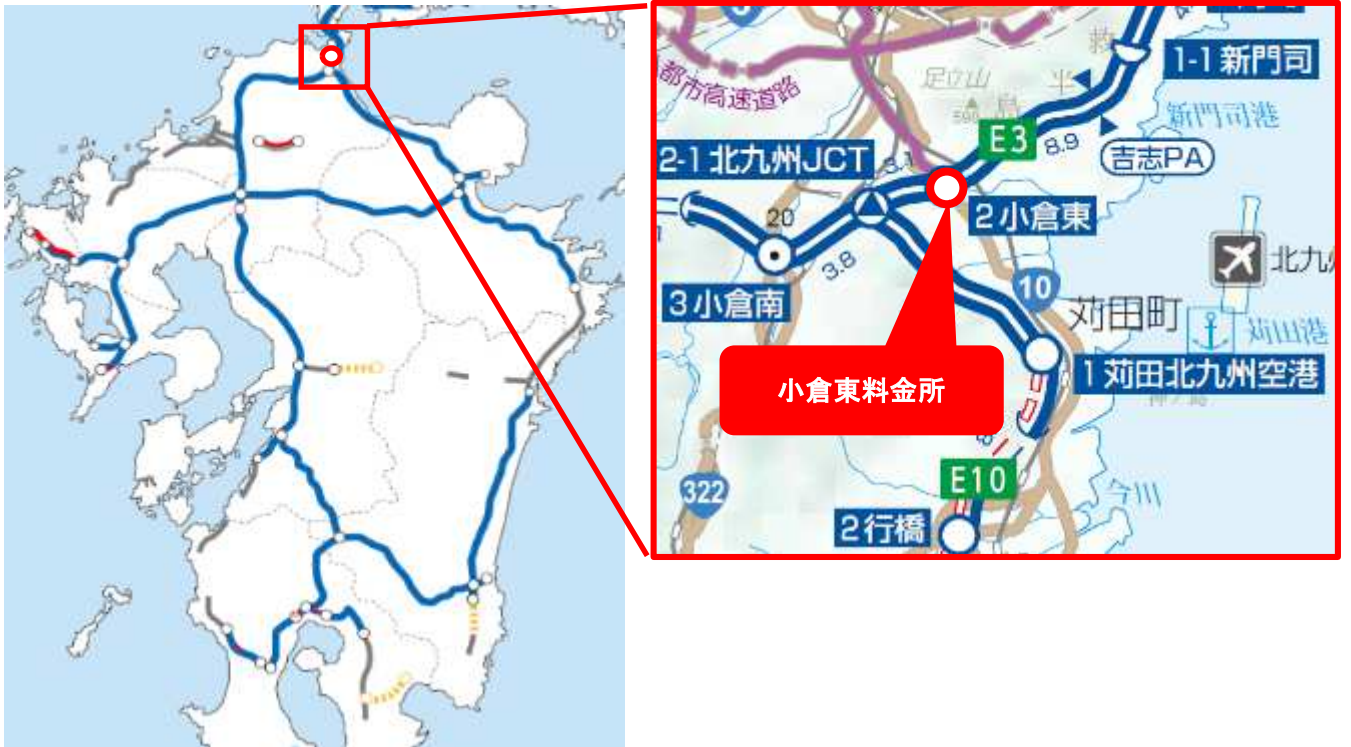 1-1新門司
都市高速道路
足立山
新門司港
E3
8.9
吉志PA
2-1北九州JCT
3.1
2小倉東
20
3.8
3小倉南
10
北九
苅田町
苅田港
小倉東料金所
1苅田北九州空港
322
E10
今川
2行橋